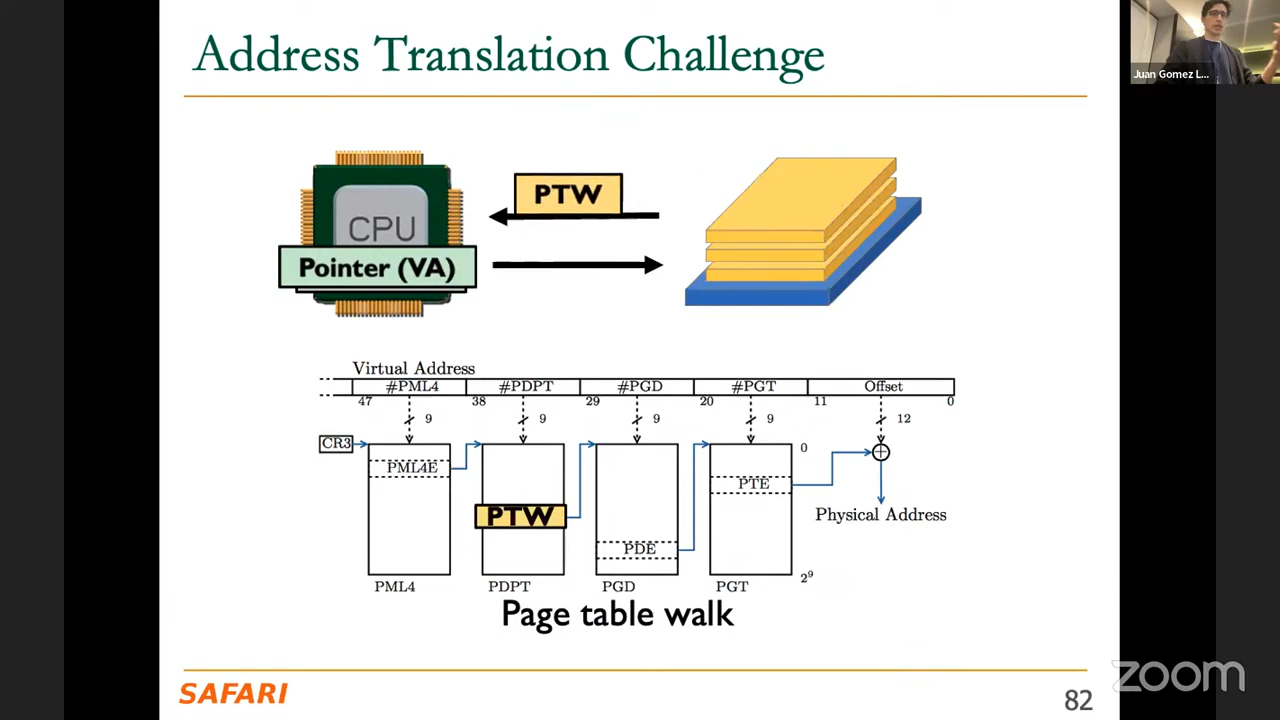 Address Translation Challenge
Juan Gomez L...
PTW
CPU
Pointer (VA)
Virtual Address
#PML4 #PDPT #PGD #PGT Offset
47 38 29 20 11 0
9 9 9 9 12
CR3
0
PML4E
PTE
PTW
Physical Address
PDE
2⁹
PML4 PDPT PGD PGT
Page table walk
SAFARI
82
zoom